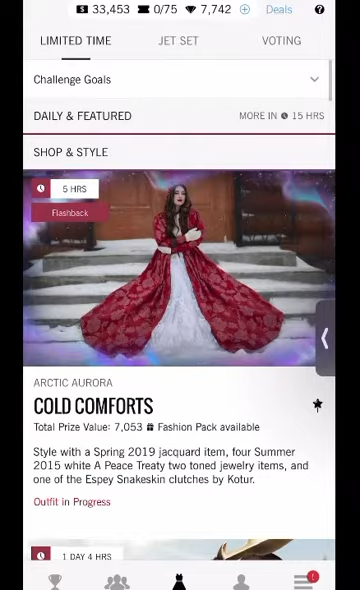 33,453 0/75 7,742 Deals ?
LIMITED TIME JET SET VOTING
Challenge Goals
DAILY & FEATURED MORE IN 15 HRS
SHOP & STYLE
5 HRS
Flashback
ARCTIC AURORA
COLD COMFORTS
Total Prize Value: 7,053 Fashion Pack available
Style with a Spring 2019 jacquard item, four Summer
2015 white A Peace Treaty two toned jewelry items, and
one of the Espey Snakeskin clutches by Kotur.
Outfit in Progress
1 DAY 4 HRS